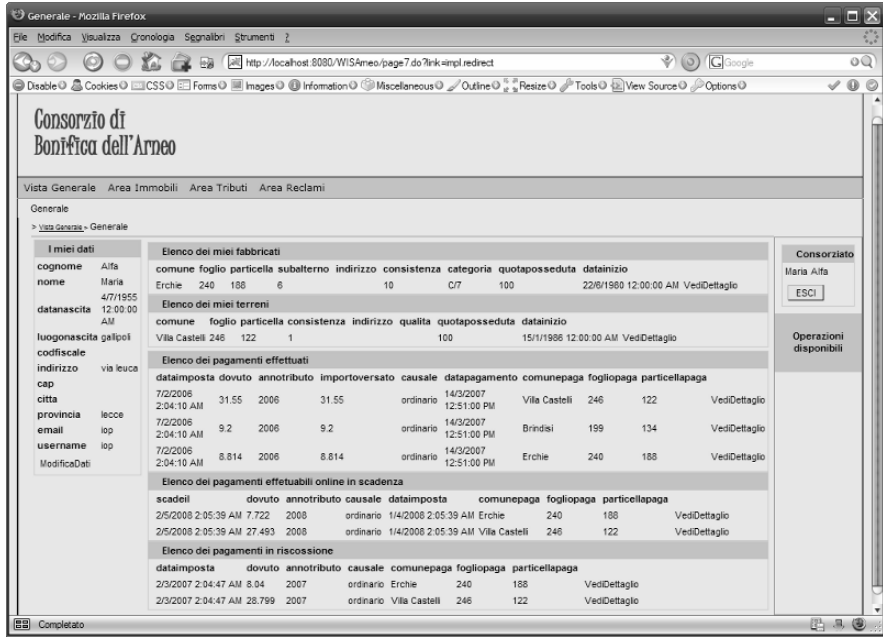 Generale - Mozilla Firefox
File Modifica Visualizza Cronologia Segnalibri Strumenti ?
http://localhost:8080/WISArneo/page7.do?link=impl.redirect
Google
Disable Cookies CSS Forms Images Information Miscellaneous Outline Resize Tools View Source Options
Consorzio di
Bonifica dell'Arneo
Vista Generale Area Immobili Area Tributi Area Reclami
Generale
» Vista Generale » Generale
I miei dati
cognome Alfa
nome Maria
datanascita 4/7/1955 12:00:00 AM
luogonascita gallipoli
codfiscale
indirizzo via leuca
cap
citta
provincia lecce
email iop
username iop
ModificaDati
Elenco dei miei fabbricati
comune foglio particella subalterno indirizzo consistenza categoria quotaposseduta datainizio
Erchie 240 188 6 10 C/7 100 22/6/1980 12:00:00 AM VediDettaglio
Elenco dei miei terreni
comune foglio particella consistenza indirizzo qualita quotaposseduta datainizio
Villa Castelli 246 122 1 100 15/1/1986 12:00:00 AM VediDettaglio
Elenco dei pagamenti effettuati
dataimposta dovuto annotributo importoversato causale datapagamento comunepaga fogliopaga particellapaga
7/2/2006 2:04:10 AM 31.55 2006 31.55 ordinario 14/3/2007 12:51:00 PM Villa Castelli 246 122 VediDettaglio
7/2/2006 2:04:10 AM 9.2 2006 9.2 ordinario 14/3/2007 12:51:00 PM Brindisi 199 134 VediDettaglio
7/2/2006 2:04:10 AM 8.814 2006 8.814 ordinario 14/3/2007 12:51:00 PM Erchie 240 188 VediDettaglio
Elenco dei pagamenti effetuabili online in scadenza
scadeil dovuto annotributo causale dataimposta comunepaga fogliopaga particellapaga
2/5/2008 2:05:39 AM 7.722 2008 ordinario 1/4/2008 2:05:39 AM Erchie 240 188 VediDettaglio
2/5/2008 2:05:39 AM 27.493 2008 ordinario 1/4/2008 2:05:39 AM Villa Castelli 246 122 VediDettaglio
Elenco dei pagamenti in riscossione
dataimposta dovuto annotributo causale comunepaga fogliopaga particellapaga
2/3/2007 2:04:47 AM 8.04 2007 ordinario Erchie 240 188 VediDettaglio
2/3/2007 2:04:47 AM 28.799 2007 ordinario Villa Castelli 246 122 VediDettaglio
Consorziato
Maria Alfa
ESCI
Operazioni
disponibili
Completato